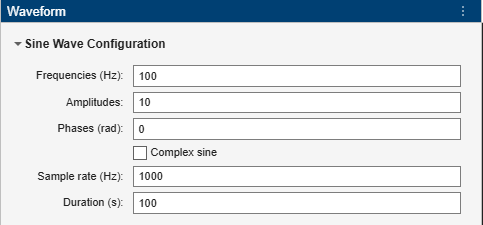 Waveform
Sine Wave Configuration
Frequencies (Hz): 100
Amplitudes: 10
Phases (rad): 0
Complex sine
Sample rate (Hz): 1000
Duration (s): 100